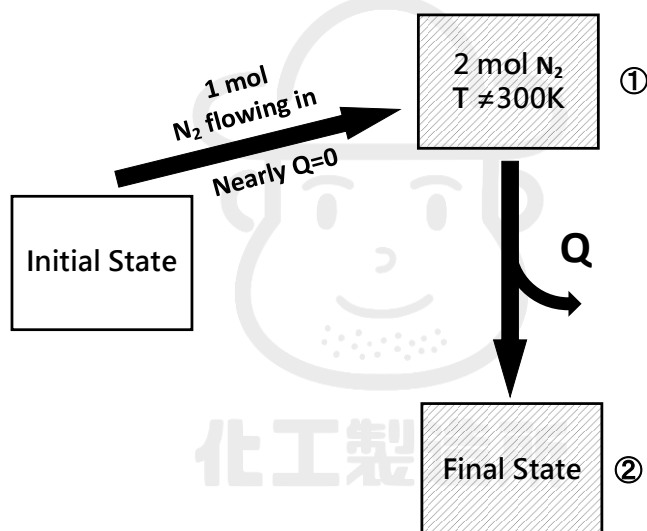 1 mol
N₂ flowing in
Nearly Q=0
2 mol N₂
T ≠300K
①
Initial State
Q
Final State
②
化工製